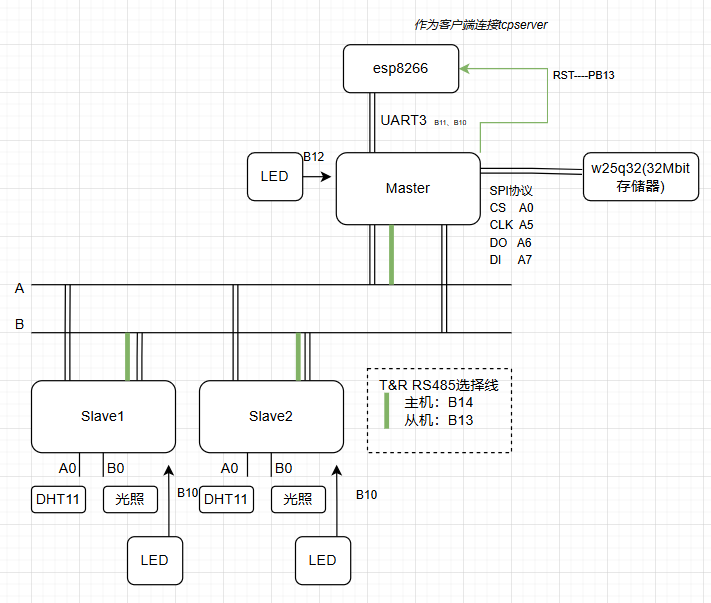 作为客户端连接tcpserver
esp8266
RST----PB13
UART3 B11、B10
B12
LED
Master
w25q32(32Mbit
存储器)
SPI协议
CS A0
CLK A5
DO A6
DI A7
A
B
T&R RS485选择线
主机：B14
从机：B13
Slave1
Slave2
A0
B0
A0
B0
DHT11
光照
B10
DHT11
光照
B10
LED
LED